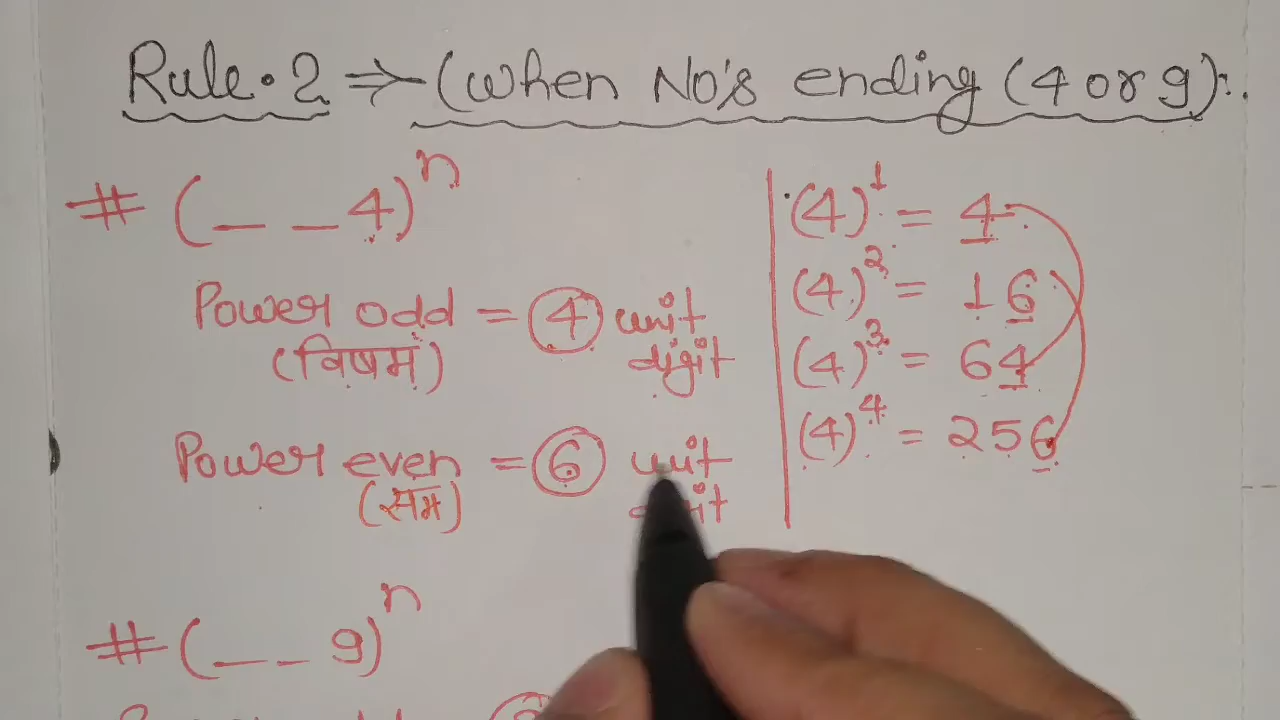 Rule.2 ⇒ (When No's ending (4 or 9):.
# (_ _ 4)ⁿ
Power odd = 4 unit
(विषम) digit
Power even = 6 unit
(सम) digit
(4)¹ = 4
(4)² = 16
(4)³ = 64
(4)⁴ = 256
# (_ _ 9)ⁿ